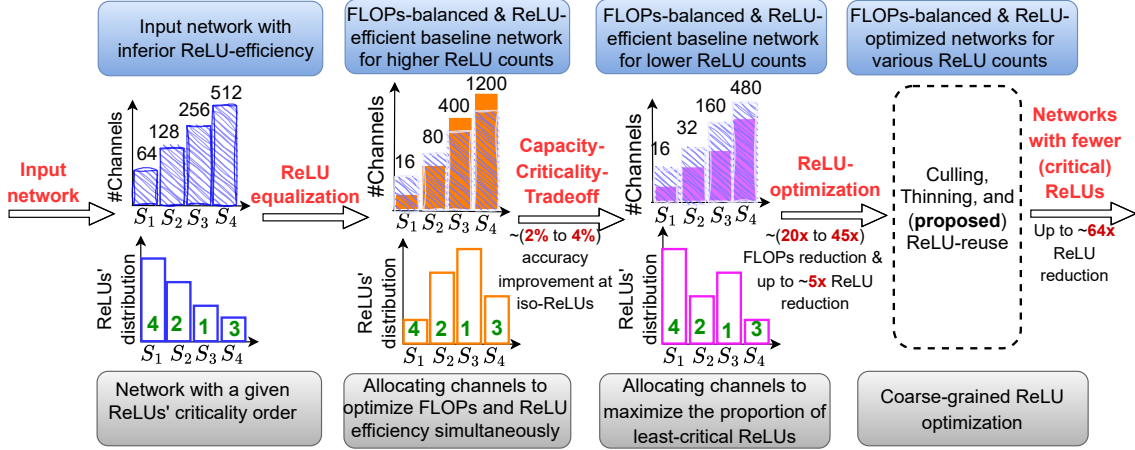 Input network with
inferior ReLU-efficiency
FLOPs-balanced & ReLU-
efficient baseline network
for higher ReLU counts
FLOPs-balanced & ReLU-
efficient baseline network
for lower ReLU counts
FLOPs-balanced & ReLU-
optimized networks for
various ReLU counts
Input
network
#Channels
64
128
256
512
S1 S2 S3 S4
ReLU
equalization
#Channels
16
80
400
1200
S1 S2 S3 S4
Capacity-
Criticality-
Tradeoff
~(2% to 4%)
accuracy
improvement at
iso-ReLUs
#Channels
16
32
160
480
S1 S2 S3 S4
ReLU-
optimization
~(20x to 45x)
FLOPs reduction &
up to ~5x ReLU
reduction
Culling,
Thinning, and
(proposed)
ReLU-reuse
Networks
with fewer
(critical)
ReLUs
Up to ~64x
ReLU
reduction
ReLUs'
distribution
4 2 1 3
S1 S2 S3 S4
ReLUs'
distribution
4 2 1 3
S1 S2 S3 S4
ReLUs'
distribution
4 2 1 3
S1 S2 S3 S4
Network with a given
ReLUs' criticality order
Allocating channels to
optimize FLOPs and ReLU
efficiency simultaneously
Allocating channels to
maximize the proportion of
least-critical ReLUs
Coarse-grained ReLU
optimization